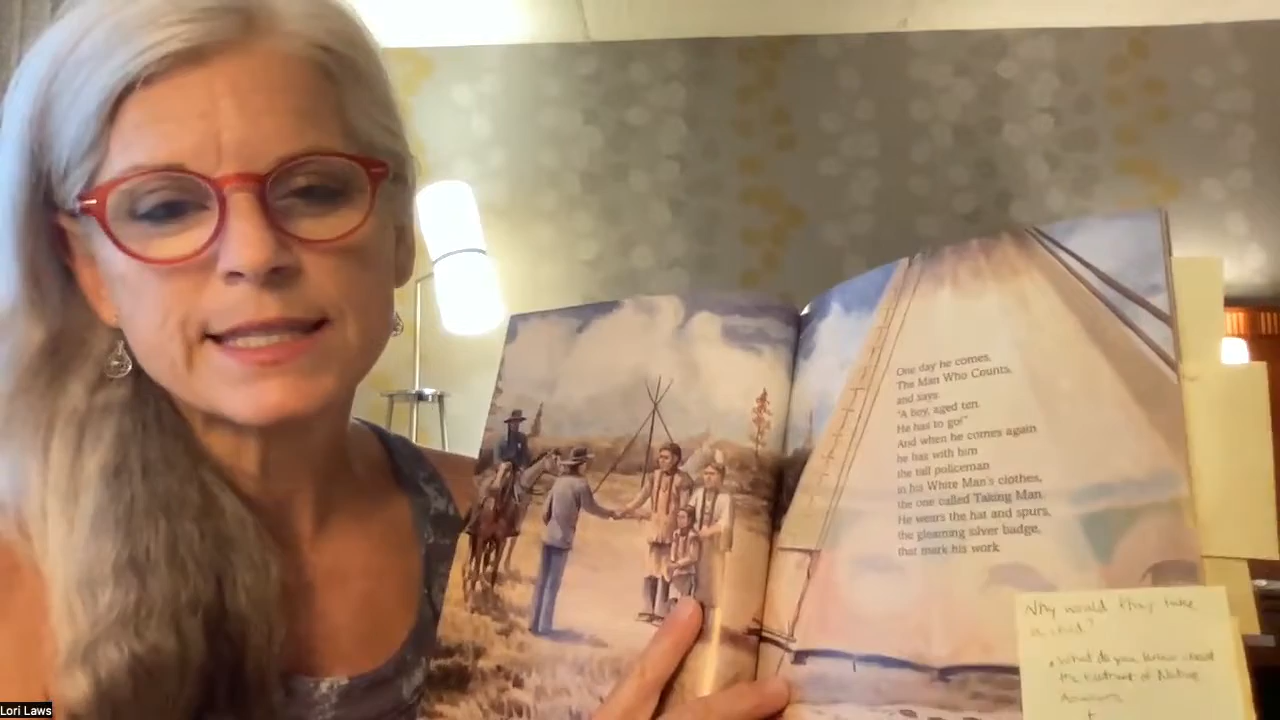 One day he comes,
The Man Who Counts,
and says
"A boy, aged ten.
He has to go!"
And when he comes again
he has with him
the tall policeman
in his White Man's clothes,
the one called Taking Man.
He wears the hat and spurs,
the gleaming silver badge,
that mark his work.
Why would they take
a child?
What do you know about
the treatment of Native
Americans
Lori Laws